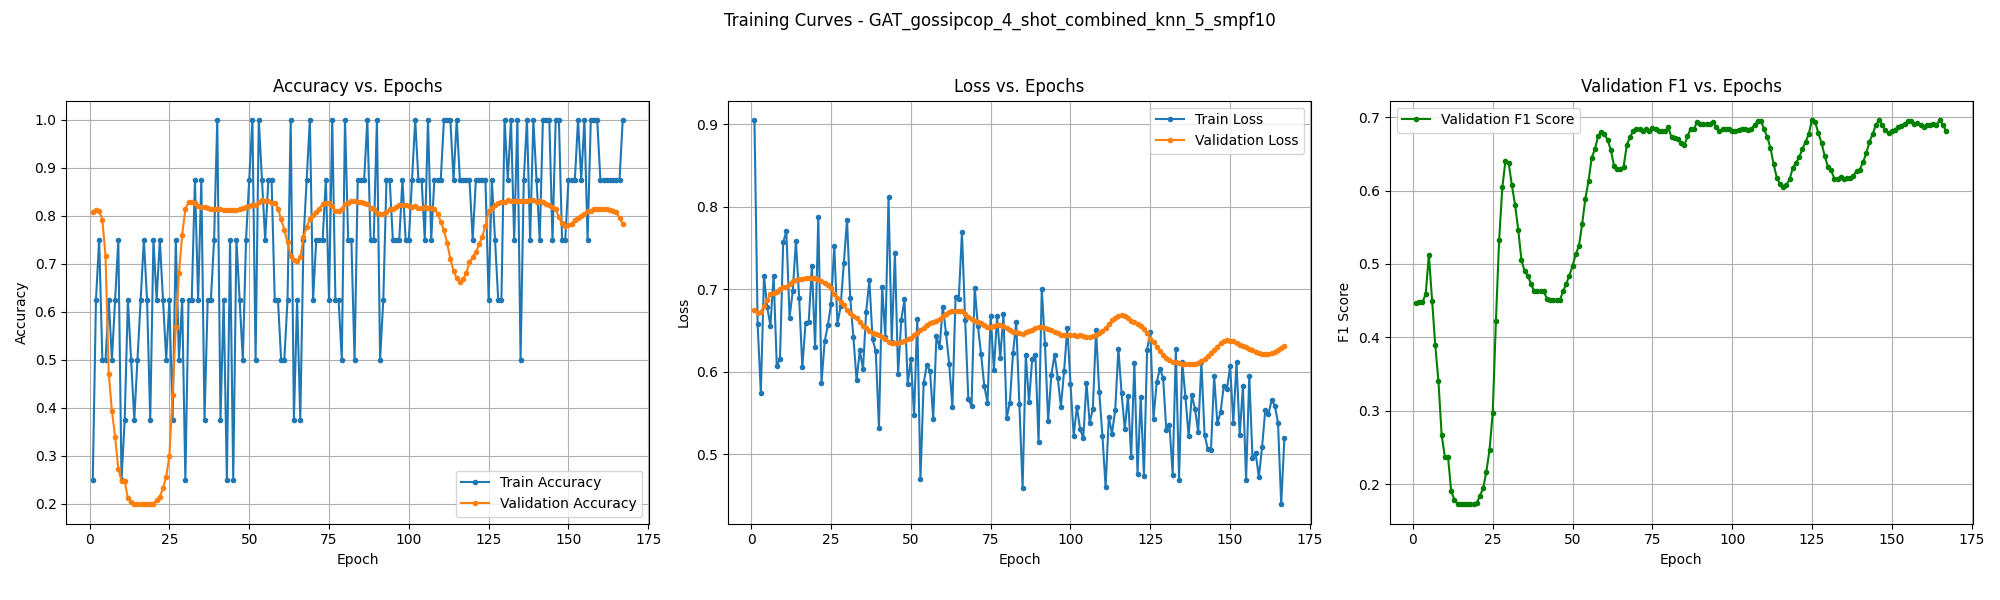 Training Curves - GAT_gossipcop_4_shot_combined_knn_5_smpf10
Accuracy vs. Epochs
1.0
0.9
0.8
0.7
0.6
0.5
0.4
0.3
0.2
Accuracy
Train Accuracy
Validation Accuracy
0 25 50 75 100 125 150 175
Epoch
Loss vs. Epochs
0.9
0.8
0.7
0.6
0.5
Loss
Train Loss
Validation Loss
0 25 50 75 100 125 150 175
Epoch
Validation F1 vs. Epochs
0.7
0.6
0.5
0.4
0.3
0.2
F1 Score
Validation F1 Score
0 25 50 75 100 125 150 175
Epoch